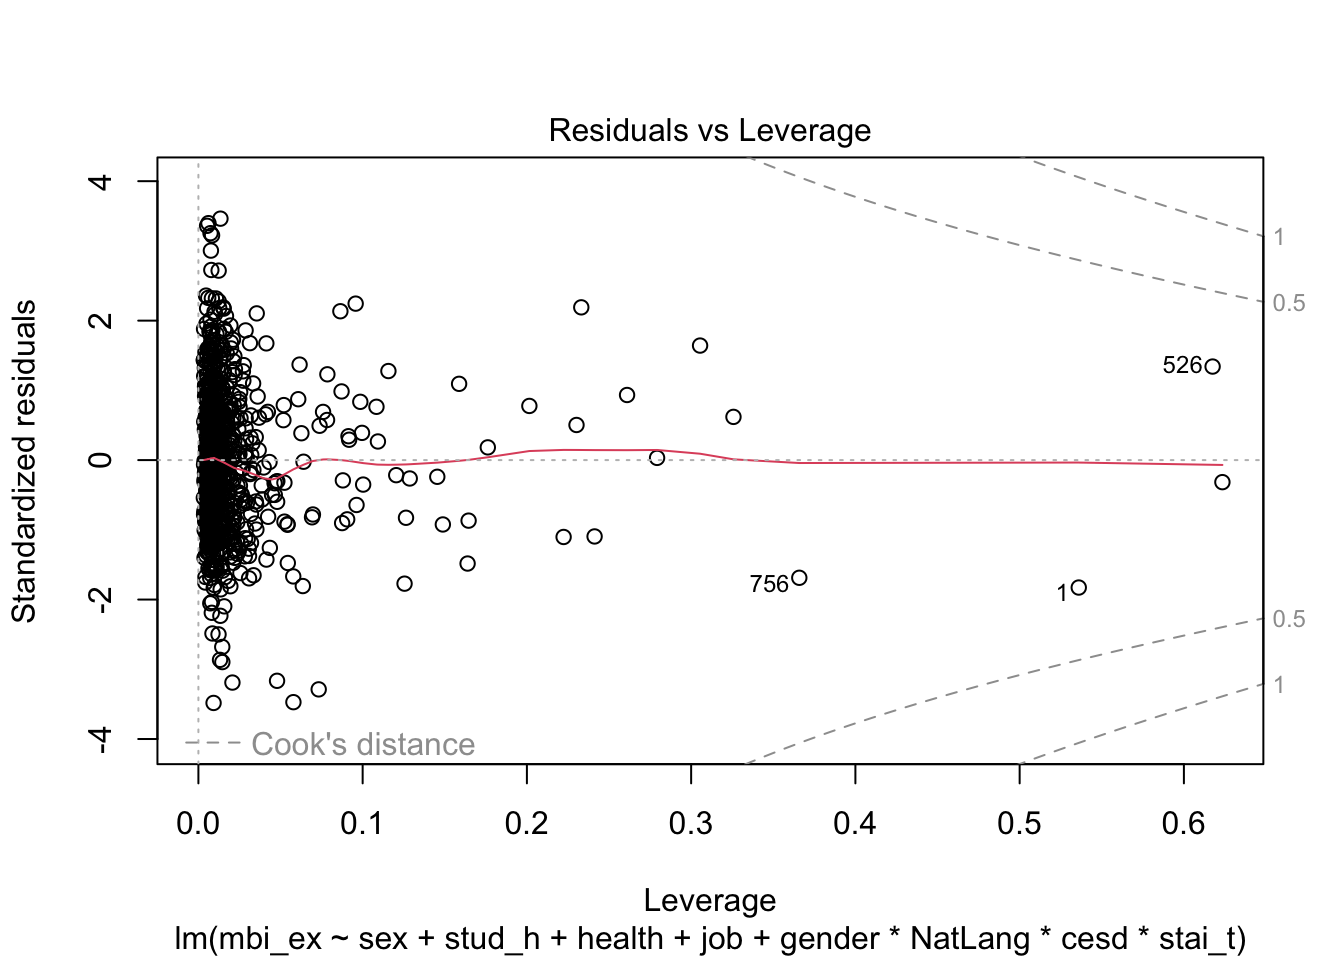 Residuals vs Leverage
Standardized residuals
4
2
0
-2
-4
1
0.5
0.5
1
526
756
1
Cook's distance
0.0 0.1 0.2 0.3 0.4 0.5 0.6
Leverage
lm(mbi_ex ~ sex + stud_h + health + job + gender * NatLang * cesd * stai_t)